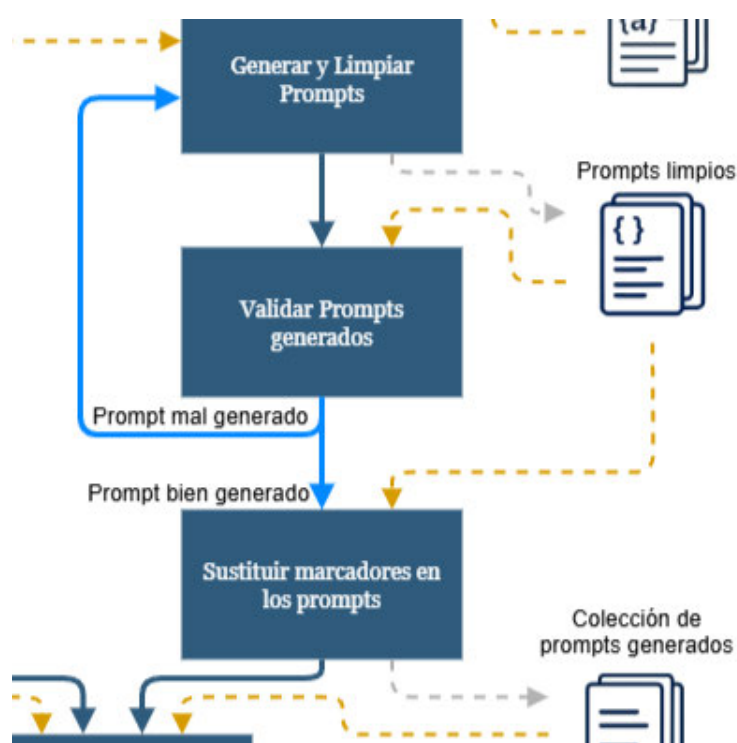 {a}
Generar y Limpiar
Prompts
Prompts limpios
{}
Validar Prompts
generados
Prompt mal generado
Prompt bien generado
Sustituir marcadores en
los prompts
Colección de
prompts generados